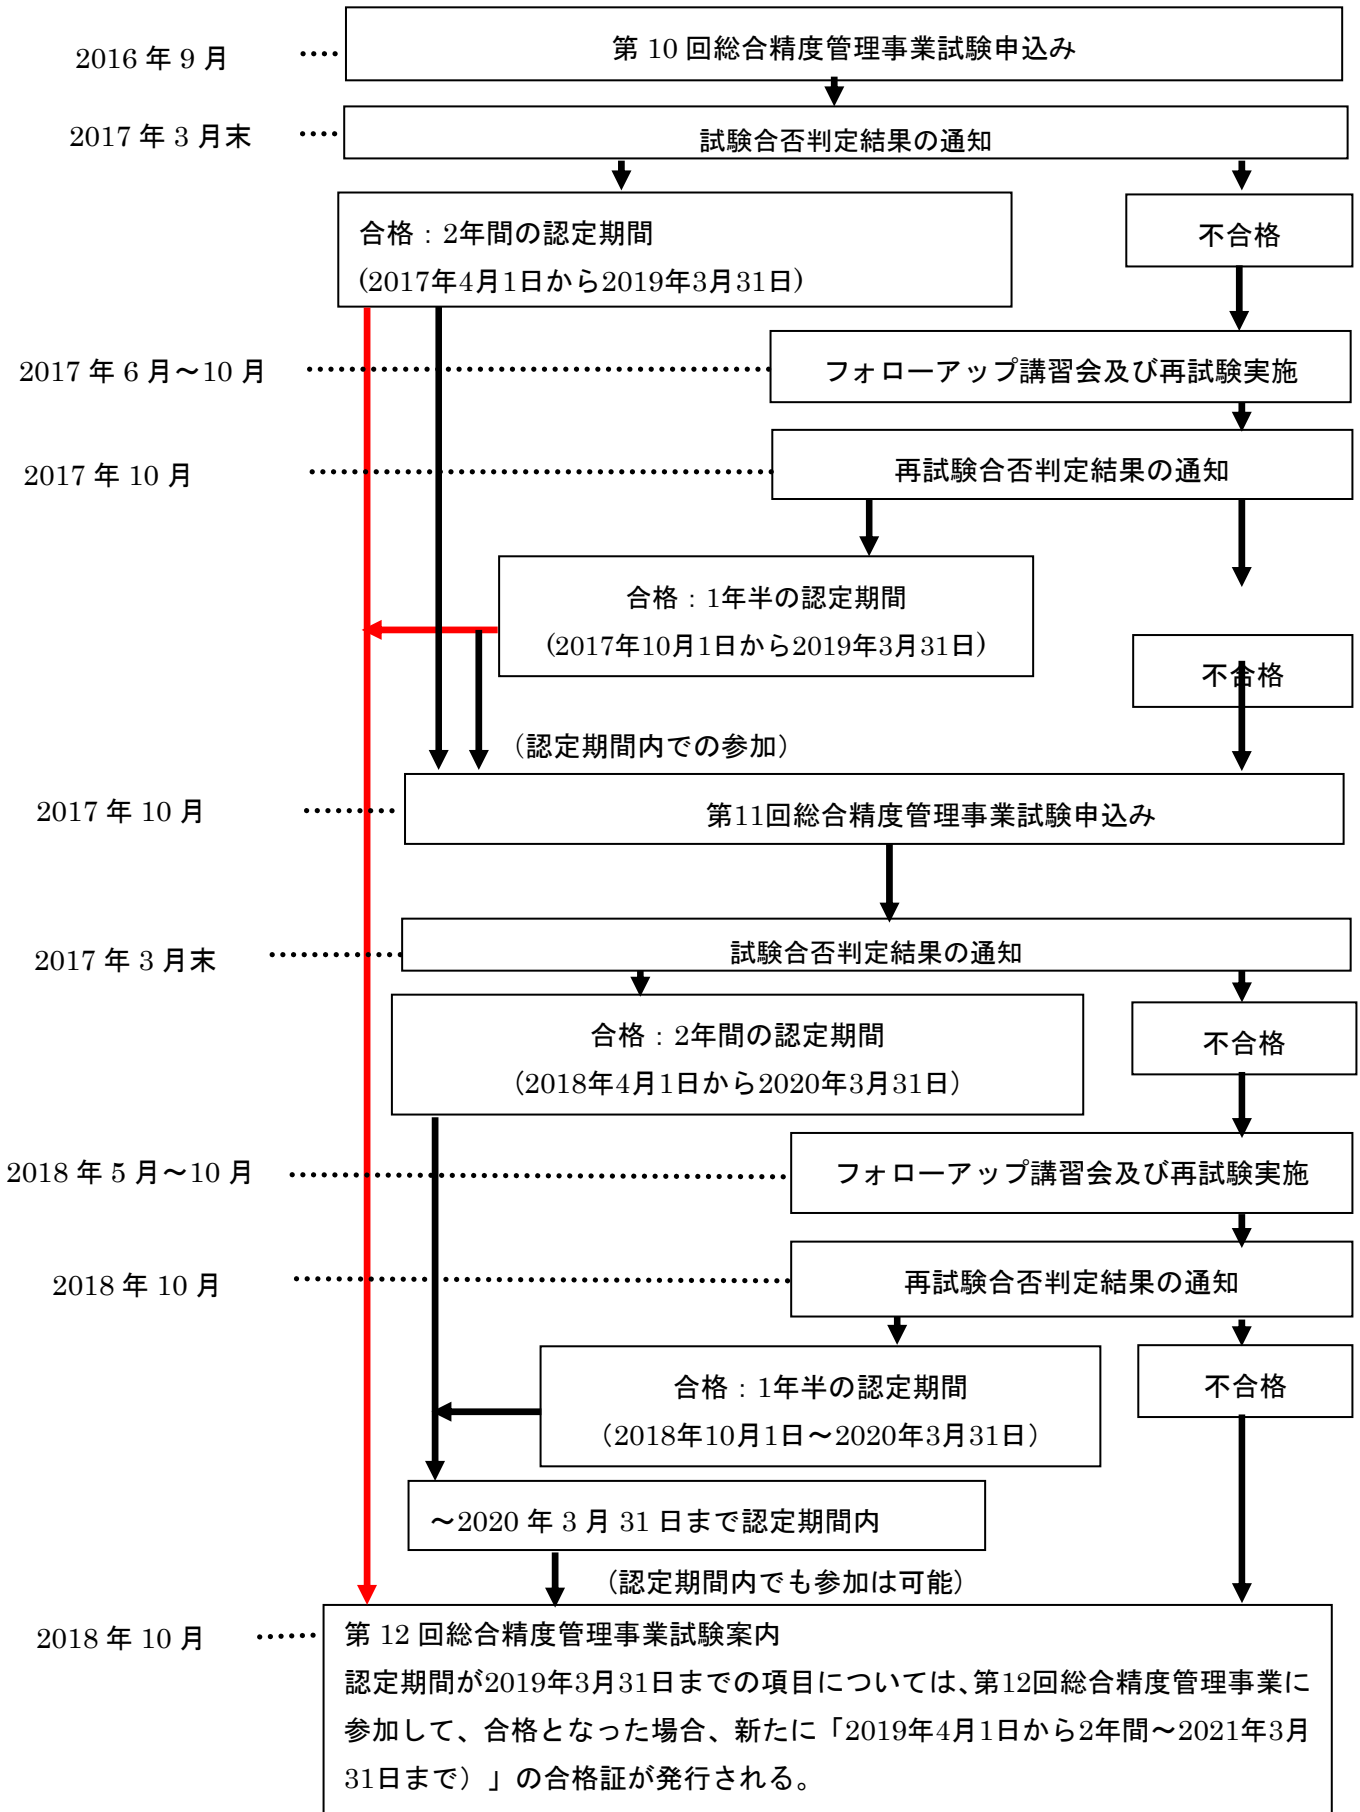 2016 年 9 月
第 10 回総合精度管理事業試験申込み
2017 年 3 月末
試験合否判定結果の通知
合格：2年間の認定期間
(2017年4月1日から2019年3月31日)
不合格
2017 年 6 月～10 月
フォローアップ講習会及び再試験実施
2017 年 10 月
再試験合否判定結果の通知
合格：1年半の認定期間
(2017年10月1日から2019年3月31日)
不合格
（認定期間内での参加）
2017 年 10 月
第11回総合精度管理事業試験申込み
2017 年 3 月末
試験合否判定結果の通知
合格：2年間の認定期間
（2018年4月1日から2020年3月31日）
不合格
2018 年 5 月～10 月
フォローアップ講習会及び再試験実施
2018 年 10 月
再試験合否判定結果の通知
合格：1年半の認定期間
（2018年10月1日～2020年3月31日）
不合格
～2020 年 3 月 31 日まで認定期間内
（認定期間内でも参加は可能）
2018 年 10 月
第 12 回総合精度管理事業試験案内
認定期間が2019年3月31日までの項目については、第12回総合精度管理事業に
参加して、合格となった場合、新たに「2019年4月1日から2年間～2021年3月
31日まで）」の合格証が発行される。